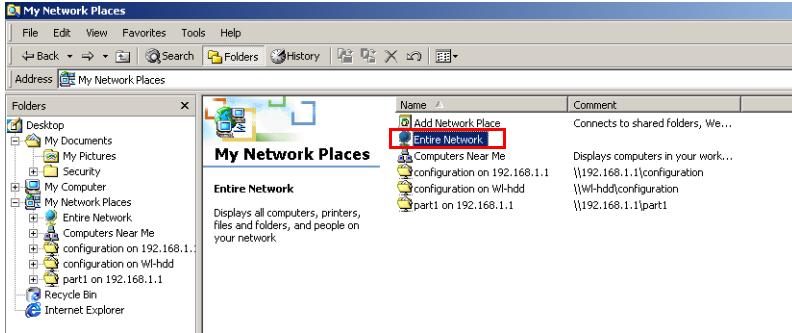 My Network Places
File Edit View Favorites Tools Help
Back Search Folders History
Address My Network Places
Folders x
Desktop
My Documents
My Pictures
Security
My Computer
My Network Places
Entire Network
Computers Near Me
configuration on 192.168.1.:
configuration on Wl-hdd
part1 on 192.168.1.1
Recycle Bin
Internet Explorer
My Network Places
Entire Network
Displays all computers, printers,
files and folders, and people on
your network
Name Comment
Add Network Place Connects to shared folders, We...
Entire Network
Computers Near Me Displays computers in your work...
configuration on 192.168.1.1 \\192.168.1.1\configuration
configuration on Wl-hdd \\Wl-hdd\configuration
part1 on 192.168.1.1 \\192.168.1.1\part1